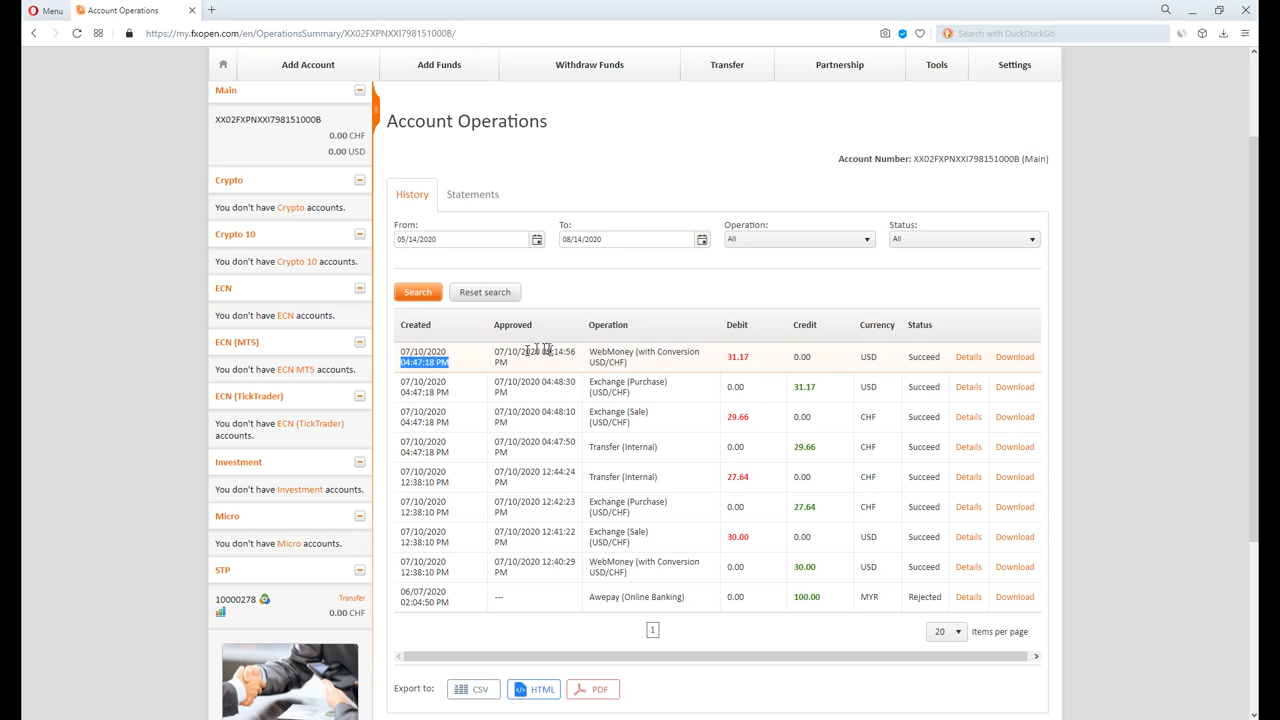 Menu
Account Operations
https://my.fxopen.com/en/OperationsSummary/XX02FXPNXXI798151000B/
Search with DuckDuckGo
Add Account
Add Funds
Withdraw Funds
Transfer
Partnership
Tools
Settings
Main
XX02FXPNXXI798151000B
0.00 CHF
0.00 USD
Crypto
You don't have Crypto accounts.
Crypto 10
You don't have Crypto 10
accounts.
ECN
You don't have ECN accounts.
ECN (MT5)
You don't have ECN MT5 accounts.
ECN (TickTrader)
You don't have ECN (TickTrader)
accounts.
Investment
You don't have Investment accounts.
Micro
You don't have Micro accounts.
STP
10000278
Transfer
0.00 CHF
Account Operations
Account Number: XX02FXPNXXI798151000B (Main)
History
Statements
From:
To:
Operation:
Status:
05/14/2020
08/14/2020
All
All
Search
Reset search
Created Approved Operation Debit Credit Currency Status
07/10/2020 04:47:18 PM 07/10/2020 PM WebMoney (with Conversion USD/CHF) 31.17 0.00 USD Succeed Details Download
07/10/2020 04:47:18 PM 07/10/2020 04:48:30 PM Exchange (Purchase) (USD/CHF) 0.00 31.17 USD Succeed Details Download
07/10/2020 04:47:18 PM 07/10/2020 04:48:10 PM Exchange (Sale) (USD/CHF) 29.66 0.00 CHF Succeed Details Download
07/10/2020 04:47:18 PM 07/10/2020 04:47:50 PM Transfer (Internal) 0.00 29.66 CHF Succeed Details Download
07/10/2020 12:38:10 PM 07/10/2020 12:44:24 PM Transfer (Internal) 27.64 0.00 CHF Succeed Details Download
07/10/2020 12:38:10 PM 07/10/2020 12:42:23 PM Exchange (Purchase) (USD/CHF) 0.00 27.64 CHF Succeed Details Download
07/10/2020 12:38:10 PM 07/10/2020 12:41:22 PM Exchange (Sale) (USD/CHF) 30.00 0.00 USD Succeed Details Download
07/10/2020 12:38:10 PM 07/10/2020 12:40:29 PM WebMoney (with Conversion USD/CHF) 0.00 30.00 USD Succeed Details Download
06/07/2020 02:04:50 PM --- Awepay (Online Banking) 0.00 100.00 MYR Rejected Details Download
1
20 items per page
Export to:
CSV
HTML
PDF